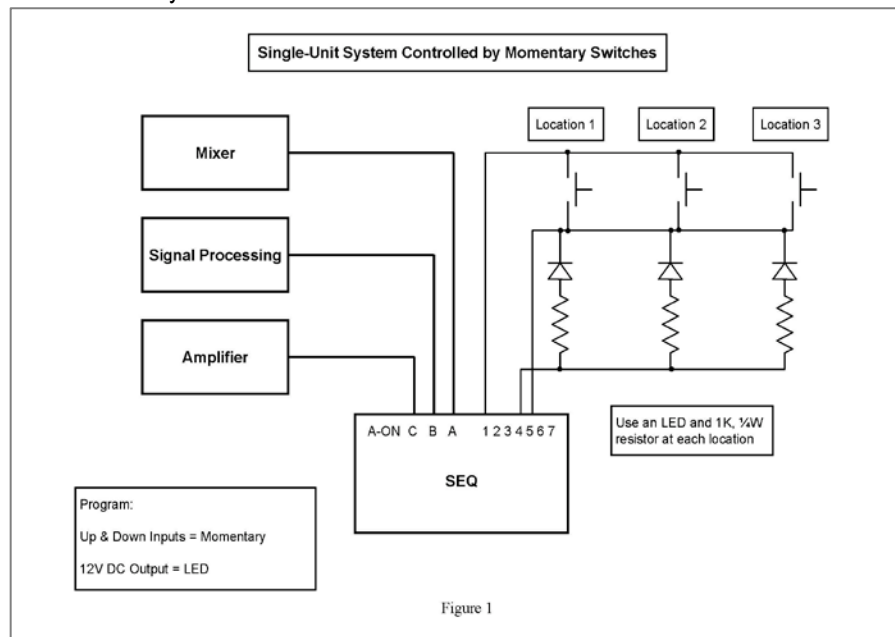 Single-Unit System Controlled by Momentary Switches
Location 1
Location 2
Location 3
Mixer
Signal Processing
Amplifier
A-ON C B A 1 2 3 4 5 6 7
SEQ
Use an LED and 1K, ¼W
resistor at each location
Program:
Up & Down Inputs = Momentary
12V DC Output = LED
Figure 1